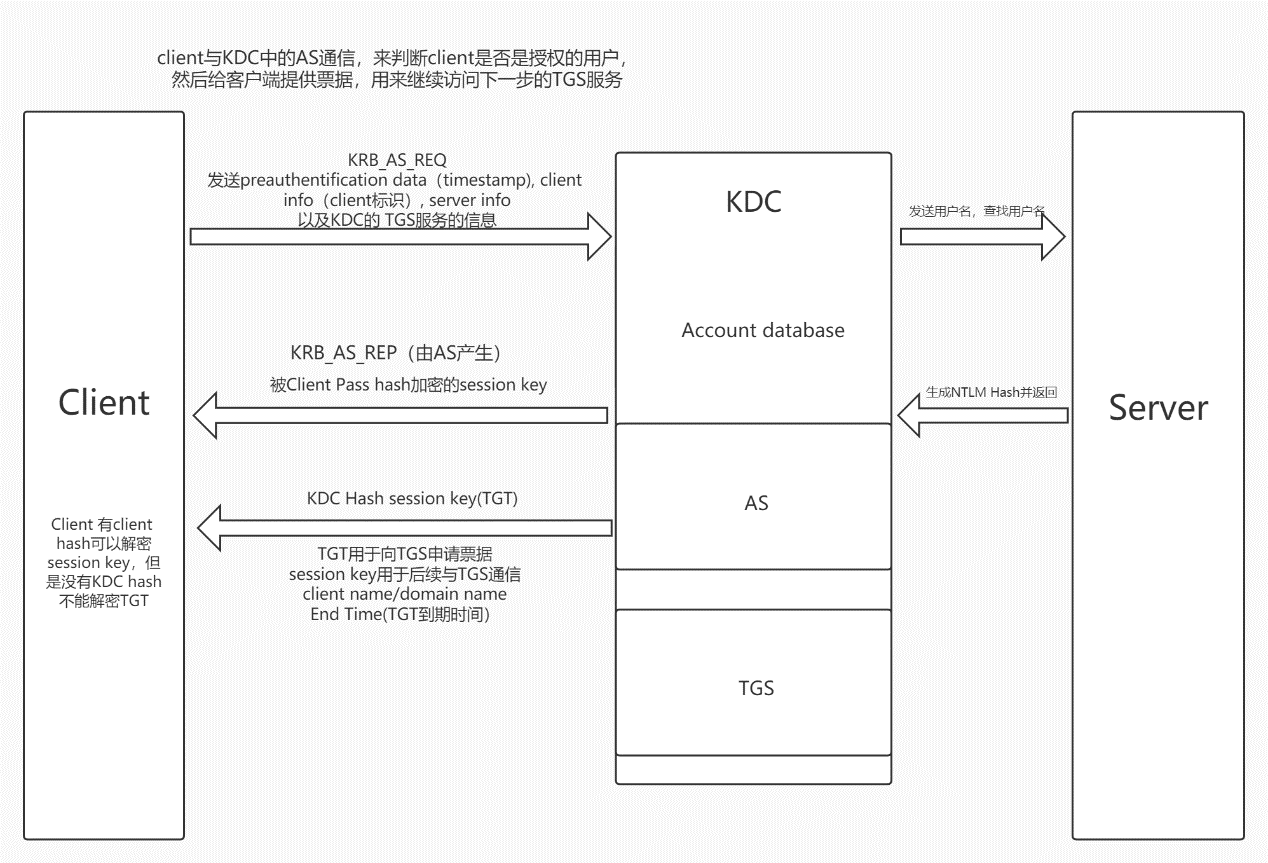 client与KDC中的AS通信，来判断client是否是授权的用户，
然后给客户端提供票据，用来继续访问下一步的TGS服务
KRB_AS_REQ
发送preauthentification data（timestamp), client
info（client标识）, server info
以及KDC的 TGS服务的信息
KDC
发送用户名，查找用户名
Account database
KRB_AS_REP（由AS产生）
被Client Pass hash加密的session key
生成NTLM Hash并返回
Client
Server
KDC Hash session key(TGT)
AS
Client 有client
hash可以解密
session key，但
是没有KDC hash
不能解密TGT
TGT用于向TGS申请票据
session key用于后续与TGS通信
client name/domain name
End Time(TGT到期时间）
TGS